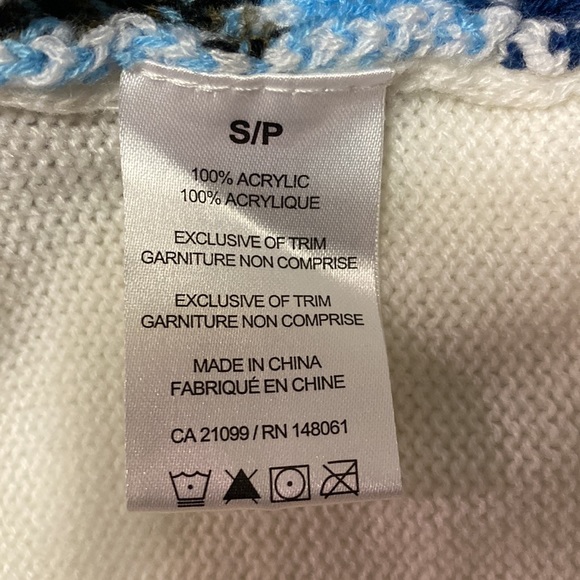 S/P
100% ACRYLIC
100% ACRYLIQUE
EXCLUSIVE OF TRIM
GARNITURE NON COMPRISE
EXCLUSIVE OF TRIM
GARNITURE NON COMPRISE
MADE IN CHINA
FABRIQUÉ EN CHINE
CA 21099 / RN 148061